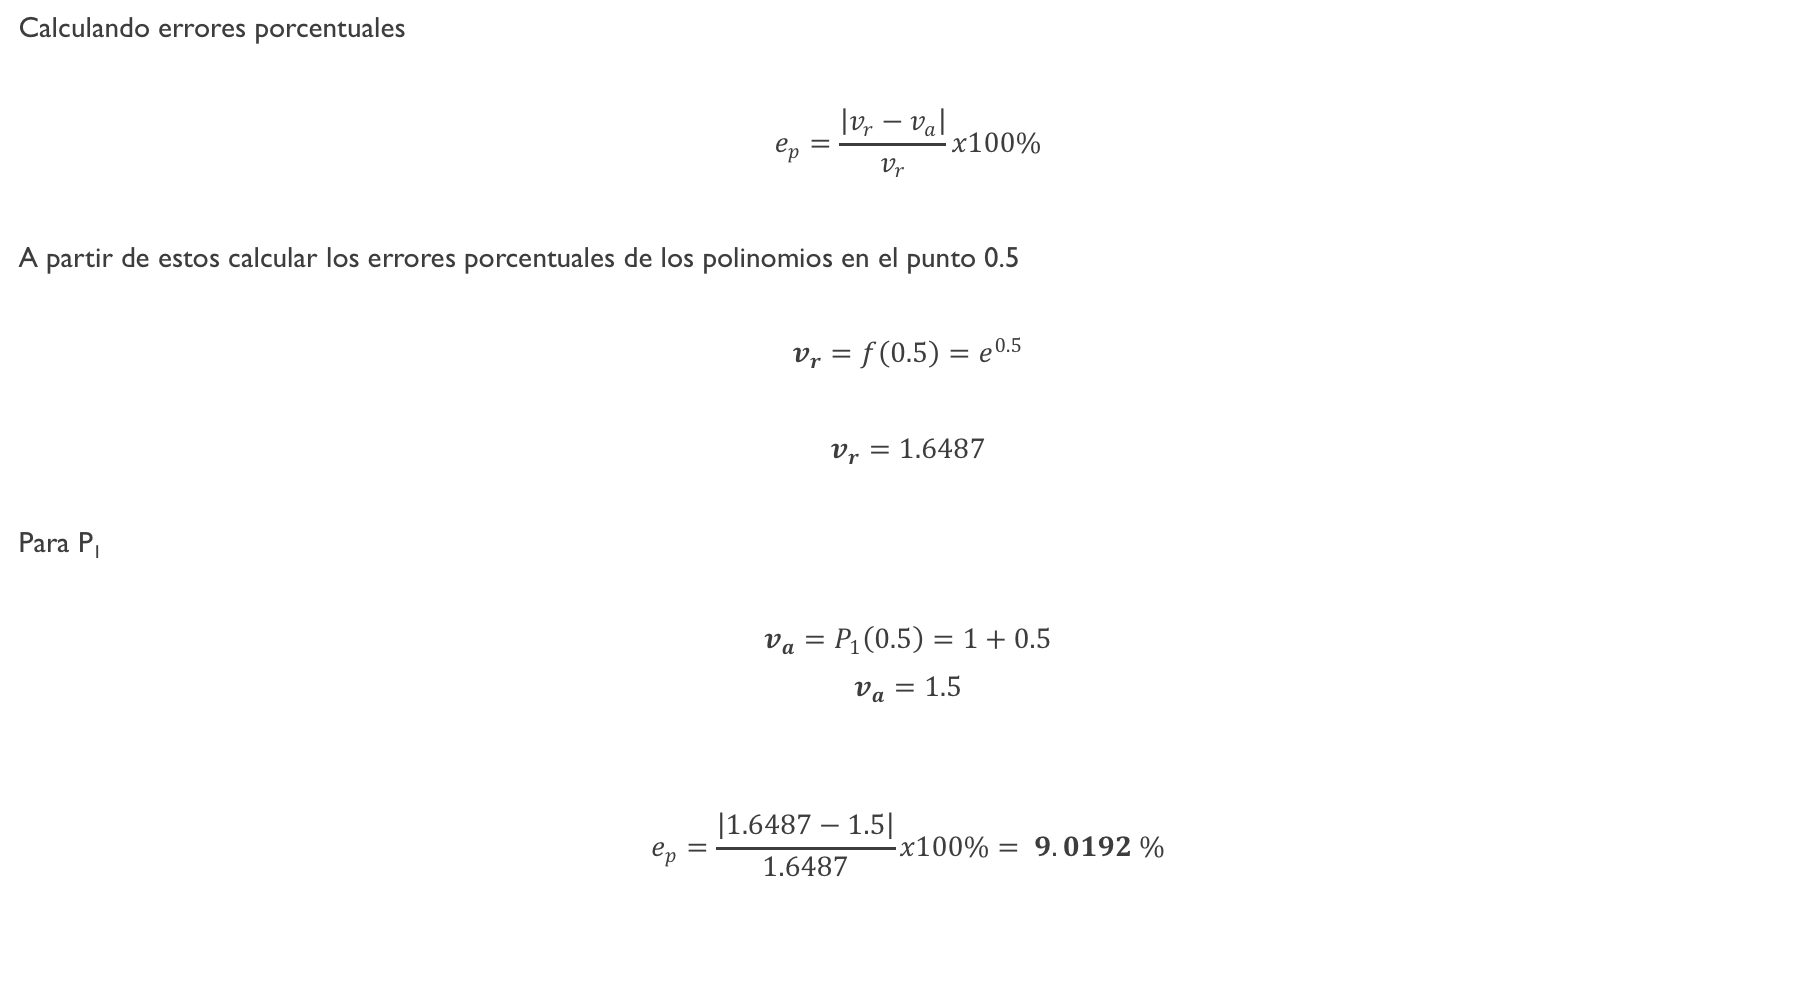 Calculando errores porcentuales
e_p = |v_r − v_a| / v_r x100%
A partir de estos calcular los errores porcentuales de los polinomios en el punto 0.5
v_r = f(0.5) = e^0.5
v_r = 1.6487
Para P_1
v_a = P_1(0.5) = 1 + 0.5
v_a = 1.5
e_p = |1.6487 − 1.5| / 1.6487 x100% = 9.0192 %